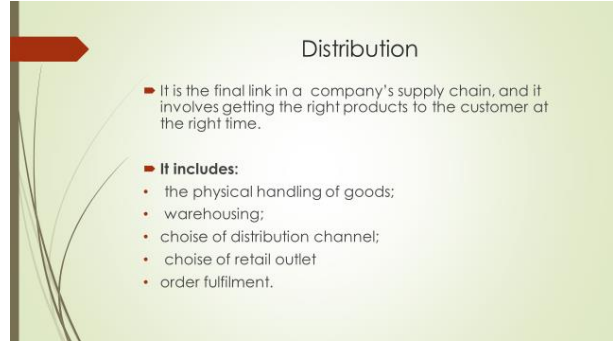 Distribution
It is the final link in a company's supply chain, and it
involves getting the right products to the customer at
the right time.
It includes:
the physical handling of goods;
warehousing;
choise of distribution channel;
choise of retail outlet
order fulfilment.